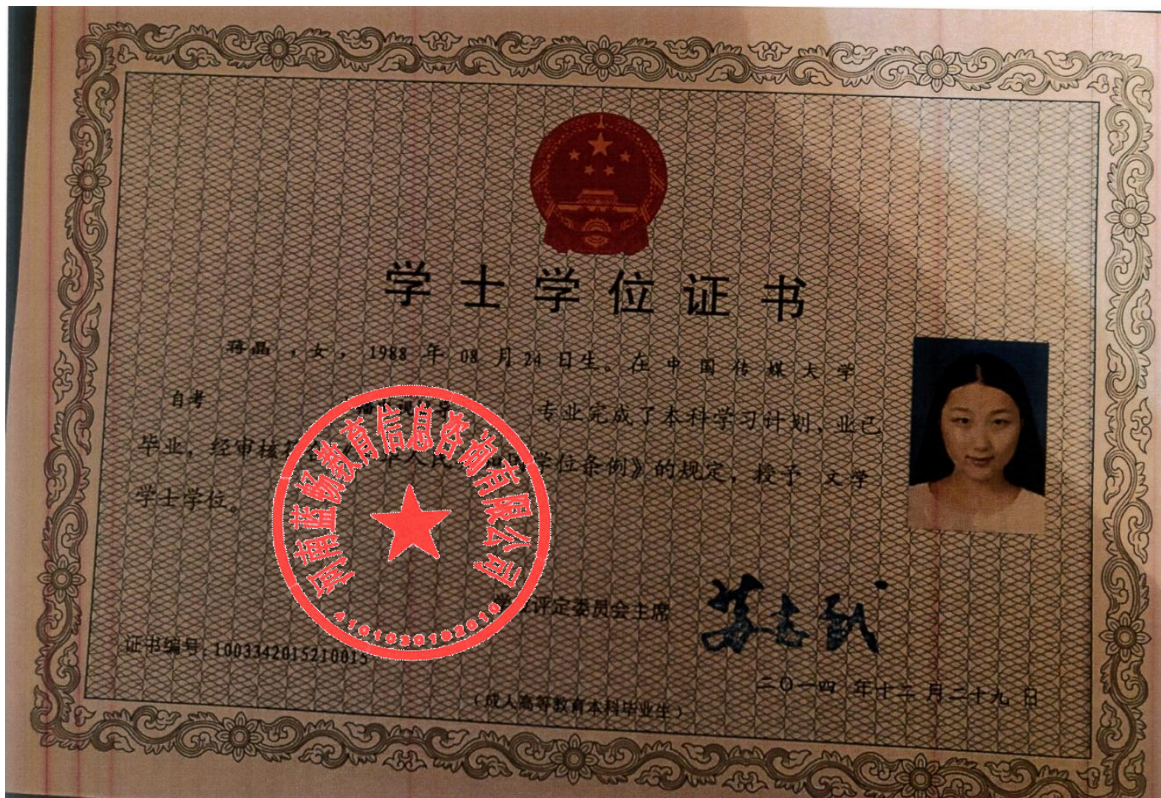 学士学位证书
蒋晶，女，1988 年 08 月 24 日生。在中国传媒大学
自考 专业完成了本科学习计划，业已
毕业，经审核 华人民 学位条例》的规定，授予 文学
学士学位。
河南蓝畅教育信息咨询有限公司
评定委员会主席
证书编号：1003342015210015
二〇一四 年十二月二十九 日
（成人高等教育本科毕业生）